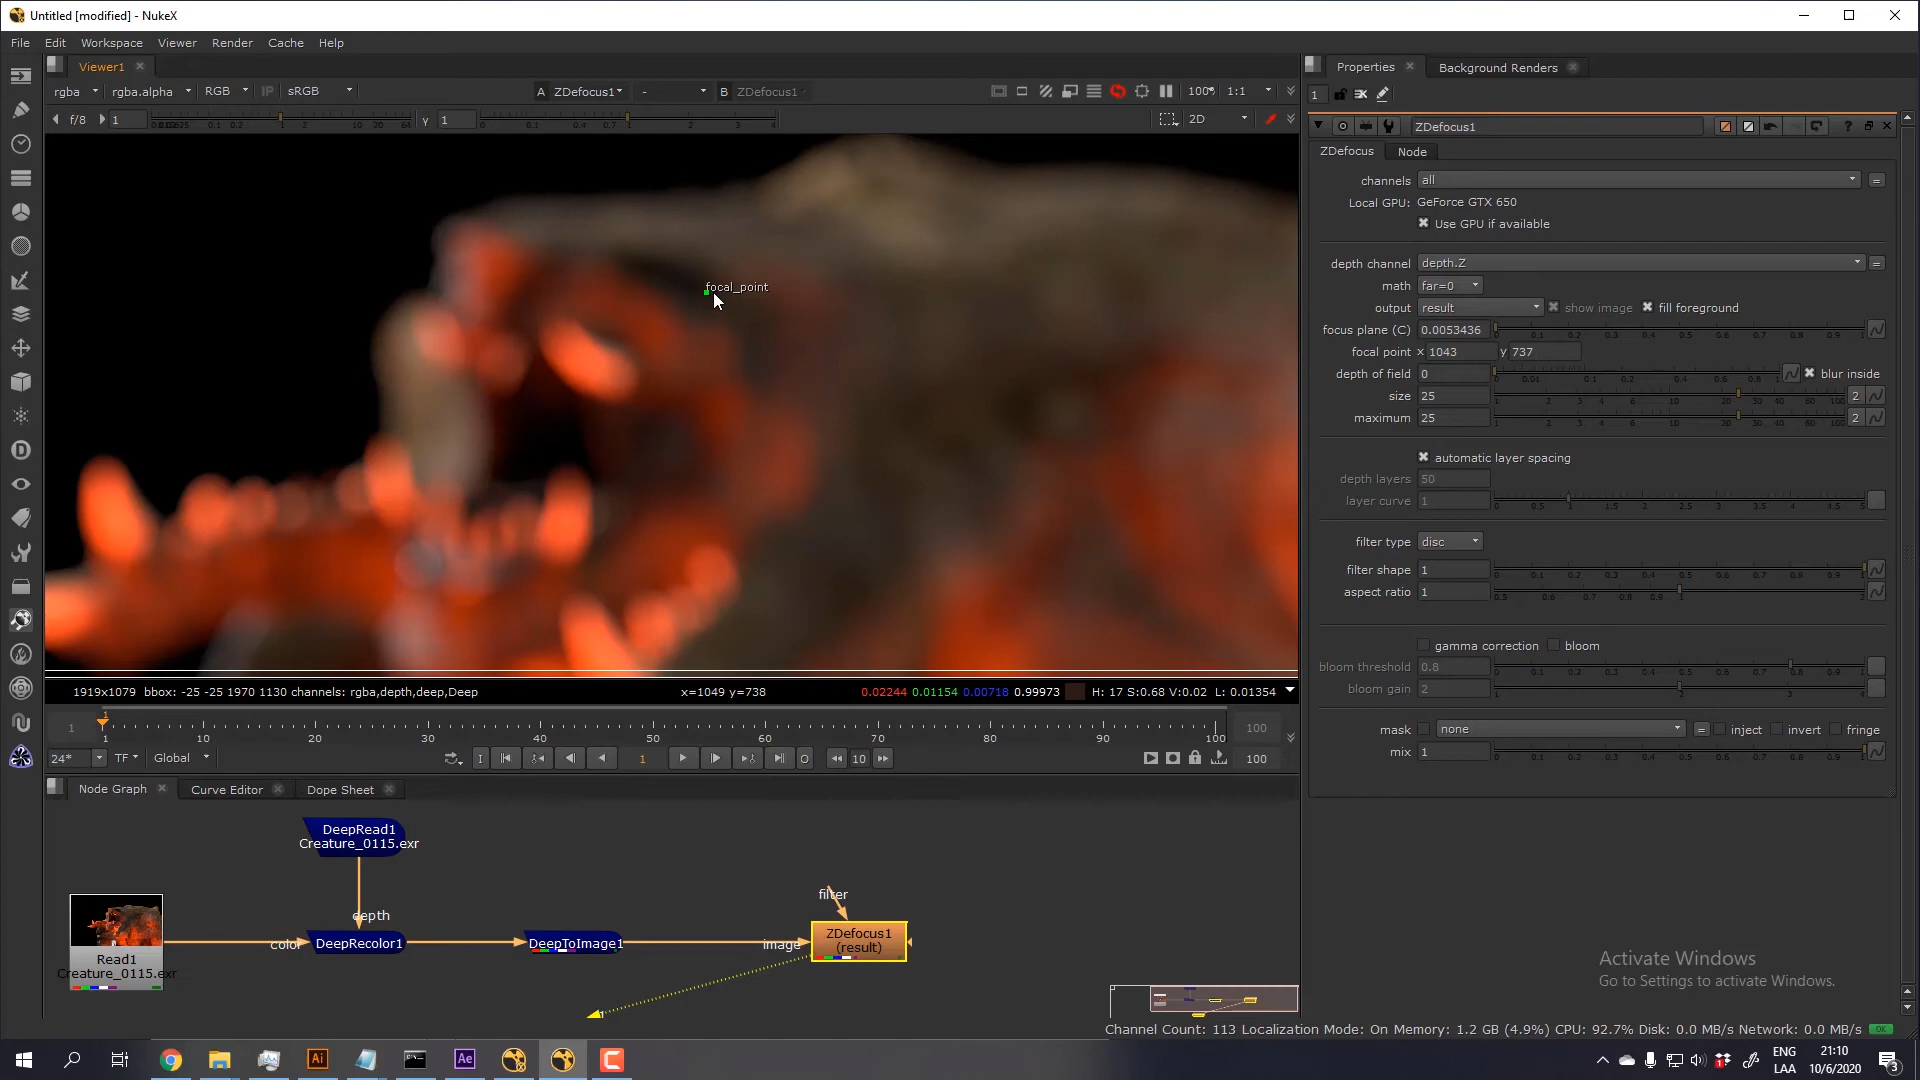 Untitled [modified] - NukeX
File Edit Workspace Viewer Render Cache Help
Viewer1
rgba rgba.alpha RGB IP sRGB A ZDefocus1 - B ZDefocus1 100% 1:1
f/8 1 y 1 2D
focal_point
1919x1079 bbox: -25 -25 1970 1130 channels: rgba,depth,deep,Deep x=1049 y=738 0.02244 0.01154 0.00718 0.99973 H: 17 S:0.68 V:0.02 L: 0.01354
1 1 10 20 30 40 50 60 70 80 90 100 100
24* TF Global I 1 O 10 100
Node Graph Curve Editor Dope Sheet
DeepRead1
Creature_0115.exr
depth
color DeepRecolor1 DeepToImage1 image
filter
ZDefocus1
(result)
Read1
Creature_0115.exr
1
Properties Background Renders
1
ZDefocus1
ZDefocus Node
channels all =
Local GPU: GeForce GTX 650
Use GPU if available
depth channel depth.Z =
math far=0
output result show image fill foreground
focus plane (C) 0.0053436
focal point x 1043 y 737
depth of field 0 blur inside
size 25 2
maximum 25 2
automatic layer spacing
depth layers 50
layer curve 1
filter type disc
filter shape 1
aspect ratio 1
gamma correction bloom
bloom threshold 0.8
bloom gain 2
mask none = inject invert fringe
mix 1
Activate Windows
Go to Settings to activate Windows.
Channel Count: 113 Localization Mode: On Memory: 1.2 GB (4.9%) CPU: 92.7% Disk: 0.0 MB/s Network: 0.0 MB/s OK
Ai Ae
ENG
LAA
21:10
10/6/2020
3